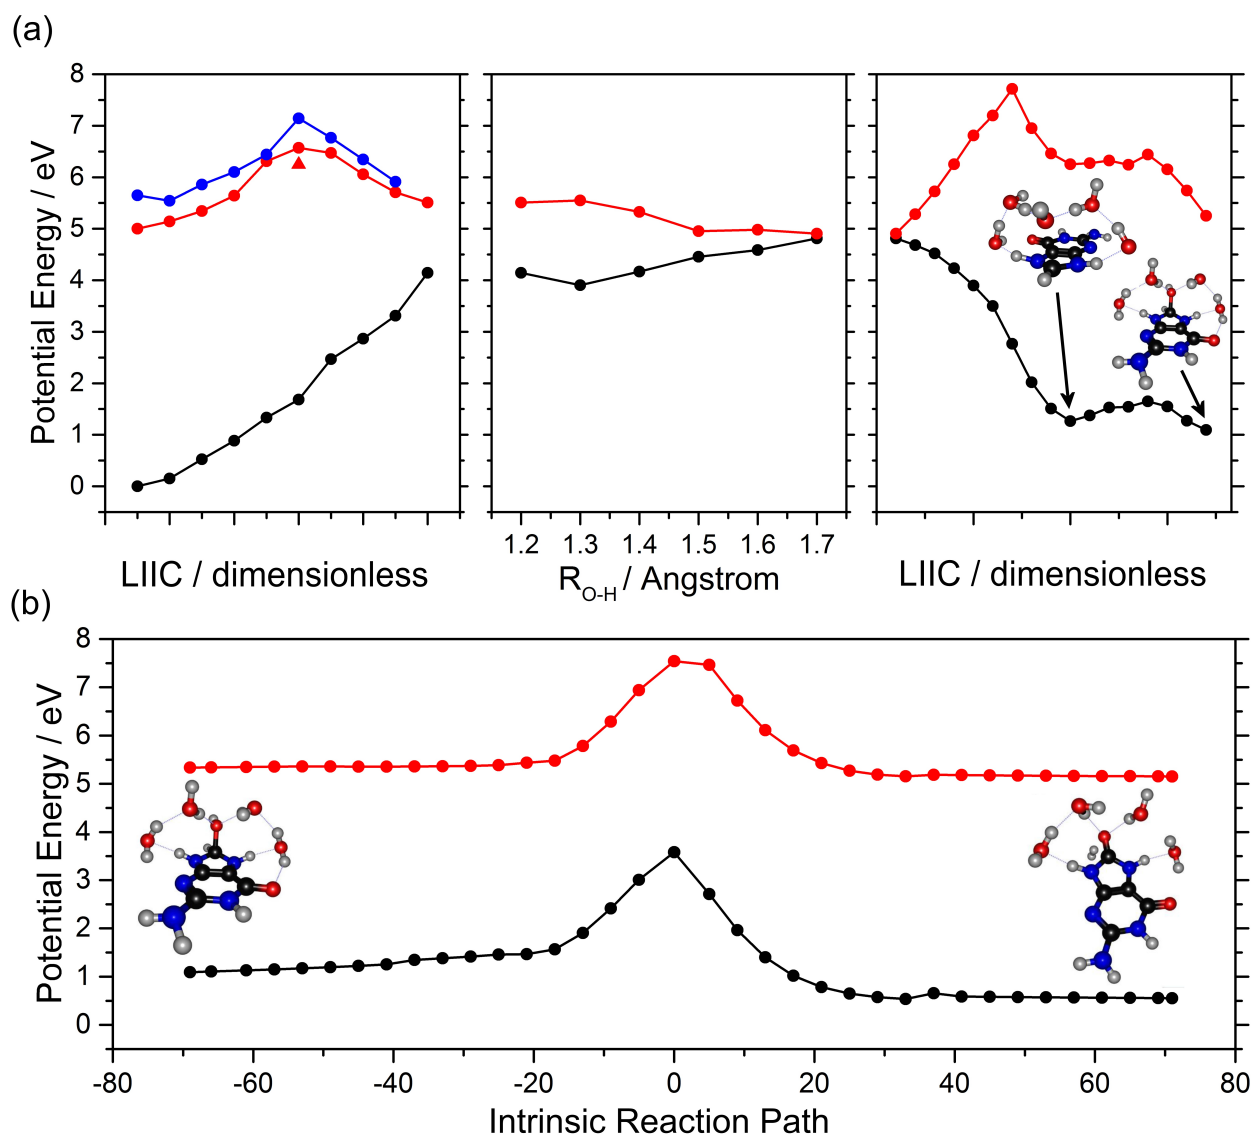 (a)
Potential Energy / eV
8
7
6
5
4
3
2
1
0
LIIC / dimensionless
1.2 1.3 1.4 1.5 1.6 1.7
R_O-H / Angstrom
LIIC / dimensionless
(b)
Potential Energy / eV
8
7
6
5
4
3
2
1
0
-80 -60 -40 -20 0 20 40 60 80
Intrinsic Reaction Path